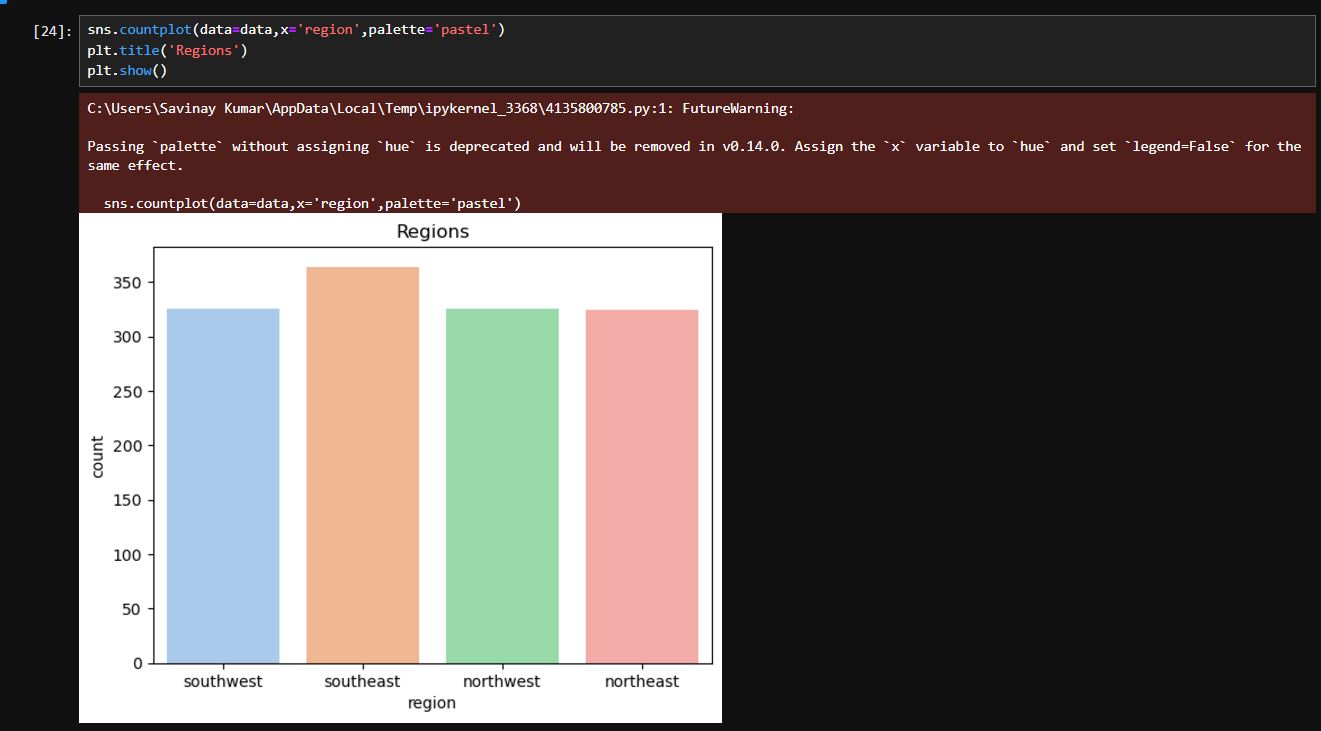 [24]: sns.countplot(data=data,x='region',palette='pastel')
plt.title('Regions')
plt.show()
C:\Users\Savinay Kumar\AppData\Local\Temp\ipykernel_3368\4135800785.py:1: FutureWarning:
Passing `palette` without assigning `hue` is deprecated and will be removed in v0.14.0. Assign the `x` variable to `hue` and set `legend=False` for the
same effect.
sns.countplot(data=data,x='region',palette='pastel')
Regions
350
300
250
200
150
100
50
0
count
southwest southeast northwest northeast
region